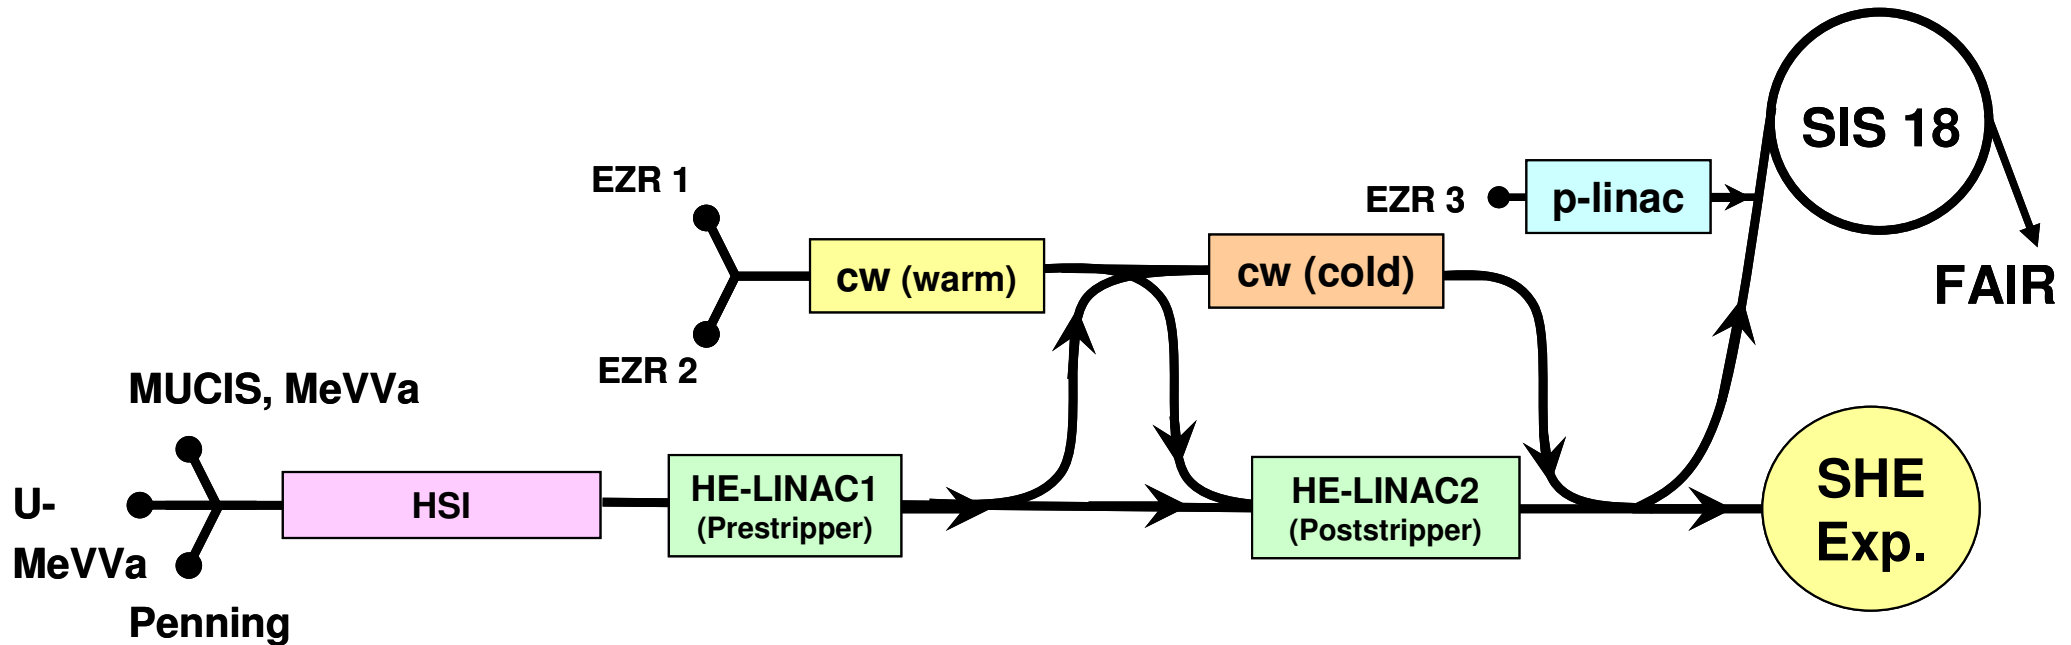 SIS 18
EZR 1
EZR 3
p-linac
cw (warm)
cw (cold)
FAIR
EZR 2
MUCIS, MeVVa
U-
MeVVa
HSI
HE-LINAC1
(Prestripper)
HE-LINAC2
(Poststripper)
SHE
Exp.
Penning